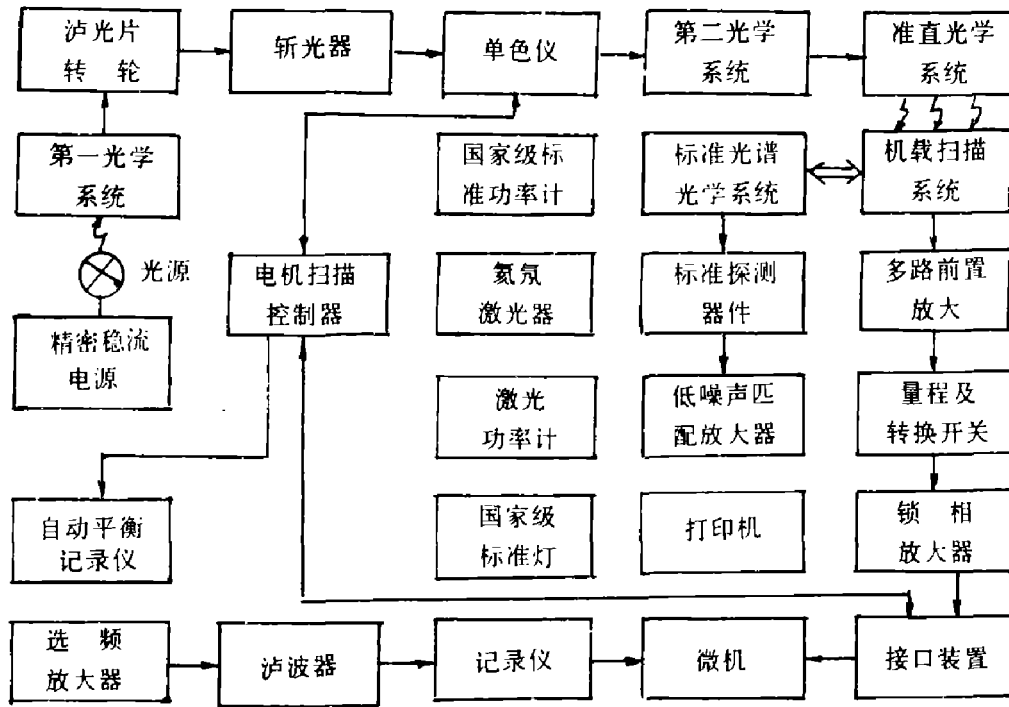 泸光片
转 轮
斩光器
单色仪
第二光学
系统
准直光学
系统
第一光学
系统
国家级标
准功率计
标准光谱
光学系统
机载扫描
系统
光源
电机扫描
控制器
氦氖
激光器
标准探测
器件
多路前置
放大
精密稳流
电源
激光
功率计
低噪声匹
配放大器
量程及
转换开关
自动平衡
记录仪
国家级
标准灯
打印机
锁 相
放大器
选 频
放大器
泸波器
记录仪
微机
接口装置